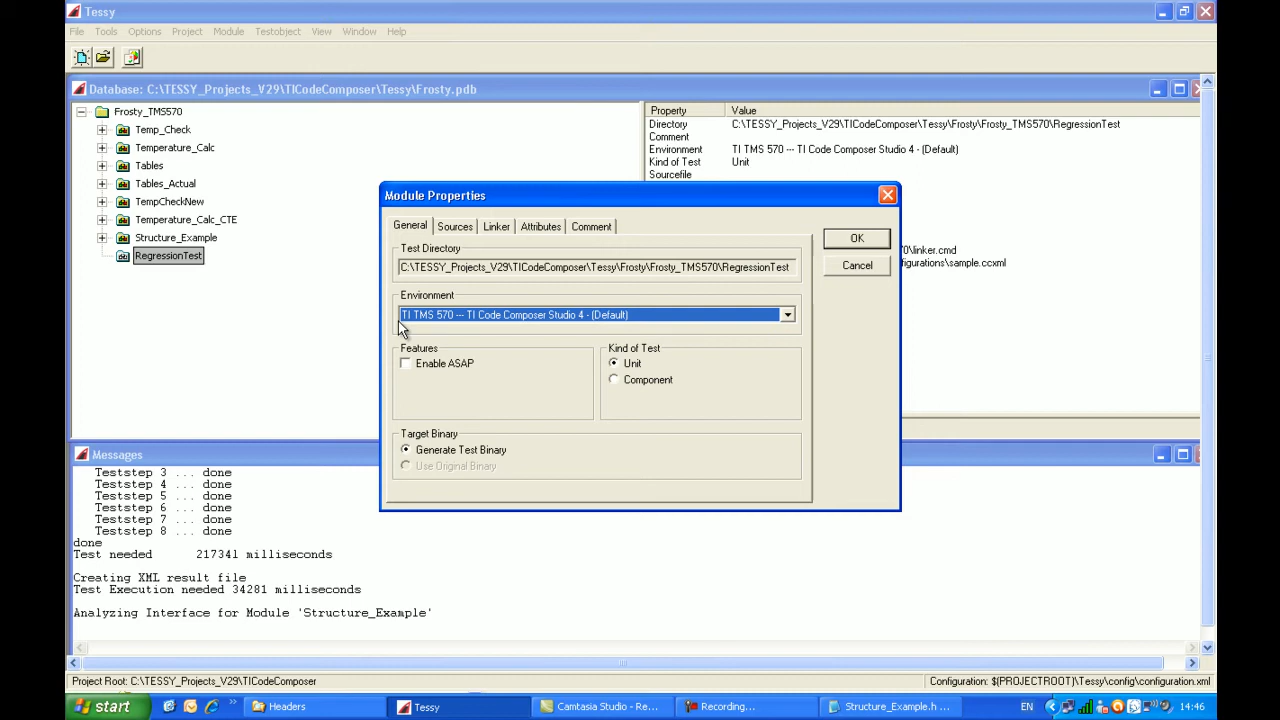 Tessy
File Tools Options Project Module Testobject View Window Help
Database: C:\TESSY_Projects_V29\TICodeComposer\Tessy\Frosty.pdb
Frosty_TMS570
Temp_Check
Temperature_Calc
Tables
Tables_Actual
TempCheckNew
Temperature_Calc_CTE
Structure_Example
RegressionTest
Property Value
Directory C:\TESSY_Projects_V29\TICodeComposer\Tessy\Frosty\Frosty_TMS570\RegressionTest
Comment
Environment TI TMS 570 --- TI Code Composer Studio 4 - (Default)
Kind of Test Unit
Sourcefile
70\linker.cmd
figurations\sample.ccxml
Module Properties
General Sources Linker Attributes Comment
OK
Cancel
Test Directory
C:\TESSY_Projects_V29\TICodeComposer\Tessy\Frosty\Frosty_TMS570\RegressionTest
Environment
TI TMS 570 --- TI Code Composer Studio 4 - (Default)
Features
Enable ASAP
Kind of Test
Unit
Component
Target Binary
Generate Test Binary
Use Original Binary
Messages
Teststep 3 ... done
Teststep 4 ... done
Teststep 5 ... done
Teststep 6 ... done
Teststep 7 ... done
Teststep 8 ... done
done
Test needed 217341 milliseconds
Creating XML result file
Test Execution needed 34281 milliseconds
Analyzing Interface for Module 'Structure_Example'
Project Root: C:\TESSY_Projects_V29\TICodeComposer
Configuration: $(PROJECTROOT)\Tessy\config\configuration.xml
start Headers Tessy Camtasia Studio - Re... Recording... Structure_Example.h ... EN 14:46